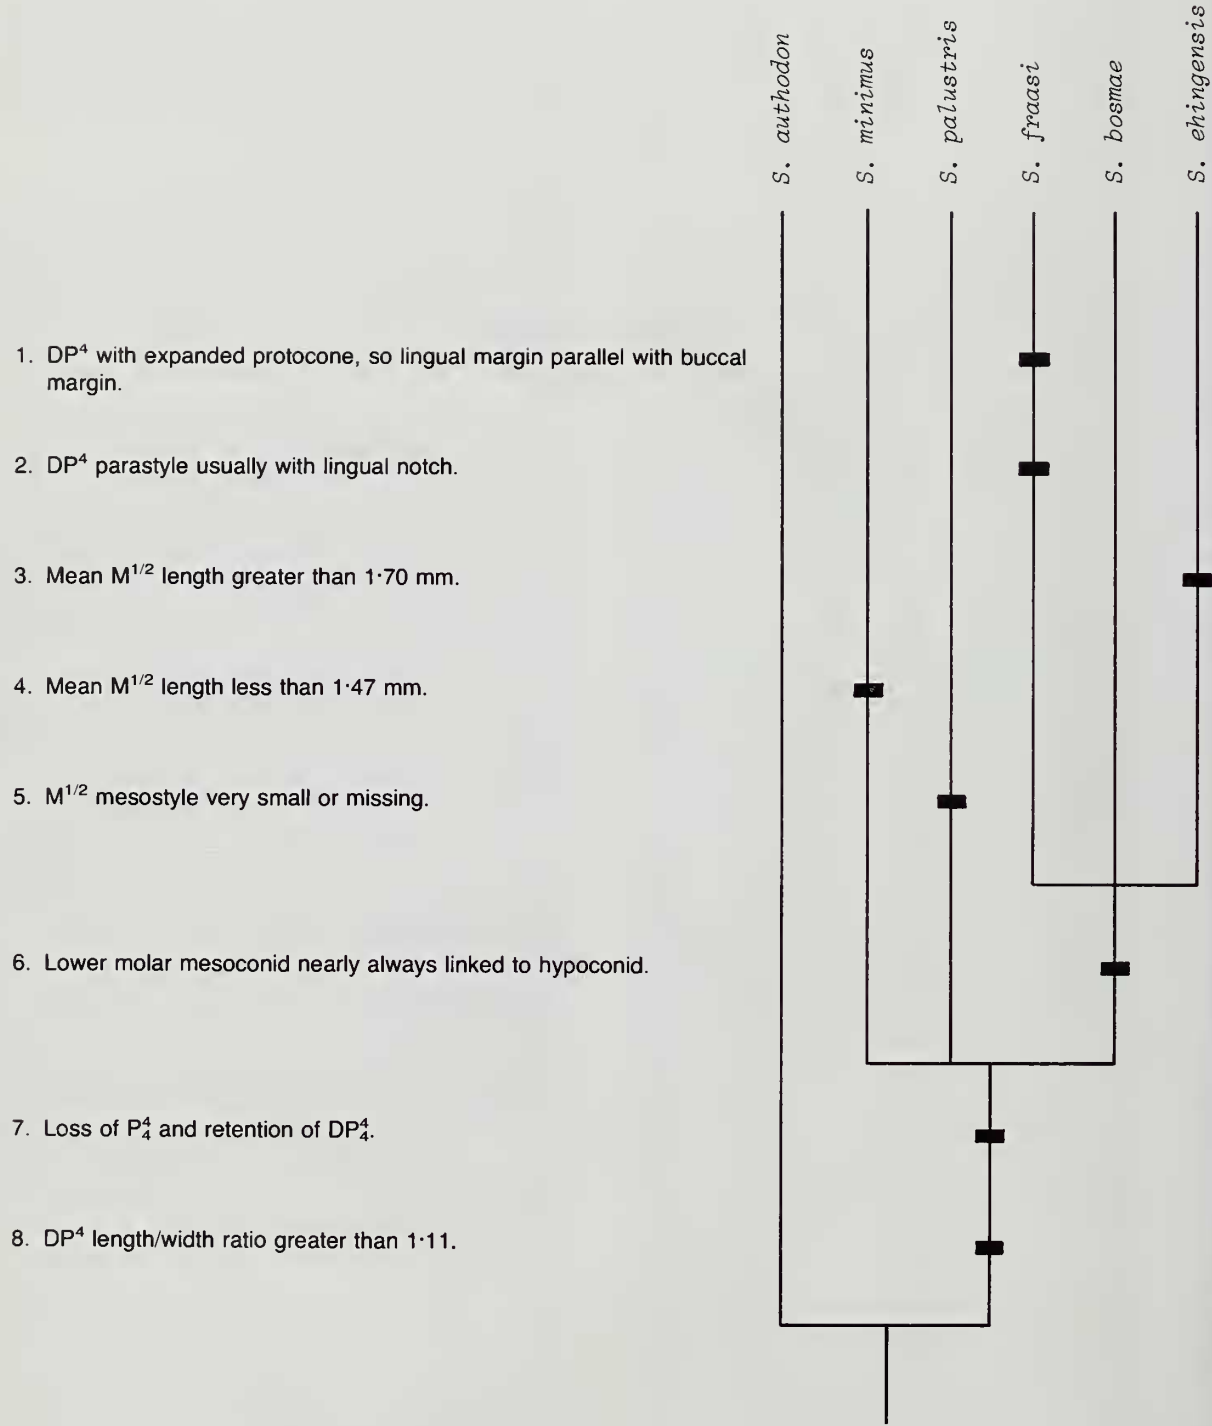 S. authodon
S. minimus
S. palustris
S. fraasi
S. bosmae
S. ehingensis
1. DP⁴ with expanded protocone, so lingual margin parallel with buccal
margin.
2. DP⁴ parastyle usually with lingual notch.
3. Mean M¹/² length greater than 1·70 mm.
4. Mean M¹/² length less than 1·47 mm.
5. M¹/² mesostyle very small or missing.
6. Lower molar mesoconid nearly always linked to hypoconid.
7. Loss of P⁴₄ and retention of DP⁴₄.
8. DP⁴ length/width ratio greater than 1·11.